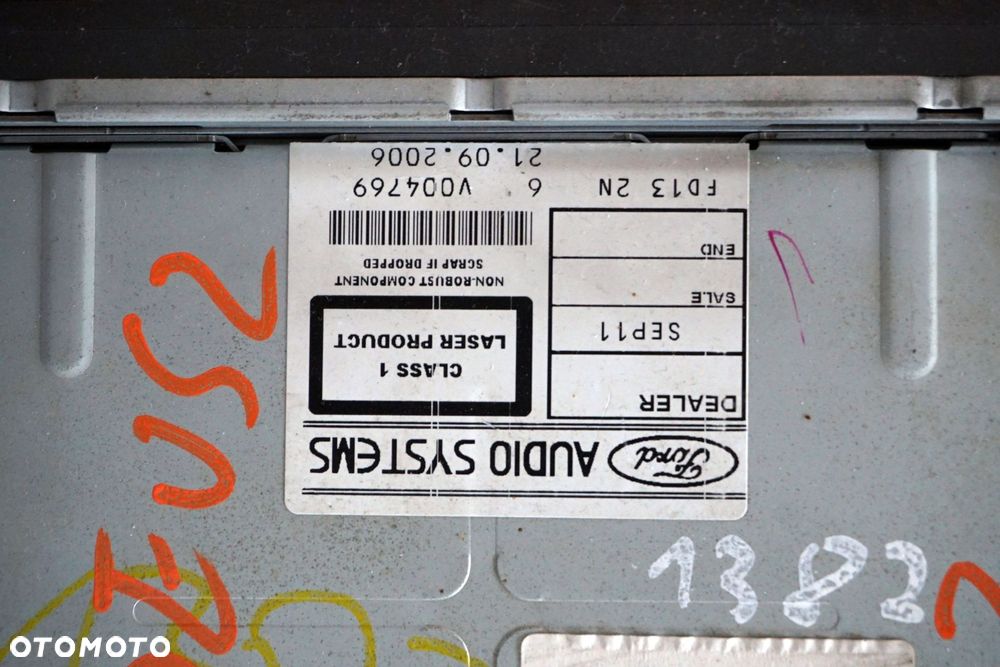 Ford AUDIO SYSTEMS
DEALER
SEP11
SALE
END
CLASS 1
LASER PRODUCT
NON-ROBUST COMPONENT
SCRAP IF DROPPED
FD13 2N 6 V004769
21.09.2006
1383
OTOMOTO